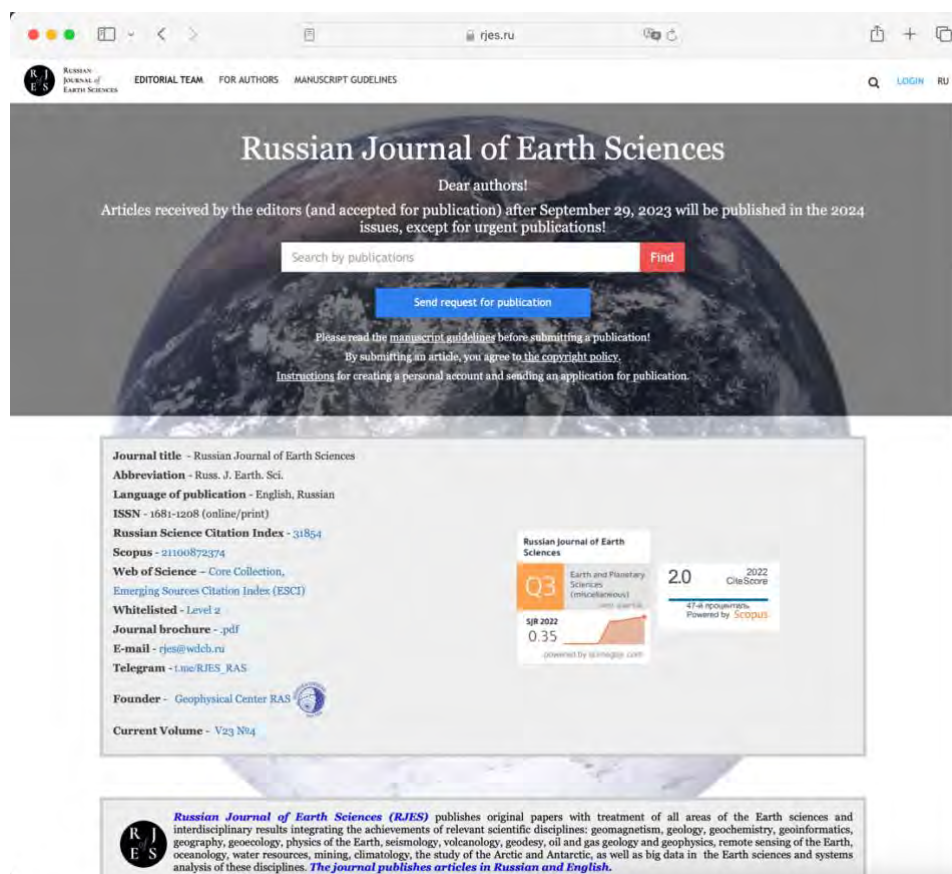 rjes.ru
RUSSIAN
JOURNAL of
EARTH SCIENCES
R J
of
E S
EDITORIAL TEAM FOR AUTHORS MANUSCRIPT GUDELINES
LOGIN RU
Russian Journal of Earth Sciences
Dear authors!
Articles received by the editors (and accepted for publication) after September 29, 2023 will be published in the 2024
issues, except for urgent publications!
Search by publications Find
Send request for publication
Please read the manuscript guidelines before submitting a publication!
By submitting an article, you agree to the copyright policy.
Instructions for creating a personal account and sending an application for publication.
Journal title - Russian Journal of Earth Sciences
Abbreviation - Russ. J. Earth. Sci.
Language of publication - English, Russian
ISSN - 1681-1208 (online/print)
Russian Science Citation Index - 31854
Scopus - 21100872374
Web of Science – Core Collection,
Emerging Sources Citation Index (ESCI)
Whitelisted - Level 2
Journal brochure - .pdf
E-mail - rjes@wdcb.ru
Telegram - t.me/RJES_RAS
Founder - Geophysical Center RAS
Current Volume - V23 №4
Russian Journal of Earth
Sciences
Q3
Earth and Planetary
Sciences
(miscellaneous)
best quartile
SJR 2022
0.35
powered by scimagojr.com
2.0 2022
CiteScore
47-й процентиль
Powered by Scopus
R J
E S
Russian Journal of Earth Sciences (RJES) publishes original papers with treatment of all areas of the Earth sciences and
interdisciplinary results integrating the achievements of relevant scientific disciplines: geomagnetism, geology, geochemistry, geoinformatics,
geography, geoecology, physics of the Earth, seismology, volcanology, geodesy, oil and gas geology and geophysics, remote sensing of the Earth,
oceanology, water resources, mining, climatology, the study of the Arctic and Antarctic, as well as big data in the Earth sciences and systems
analysis of these disciplines. The journal publishes articles in Russian and English.